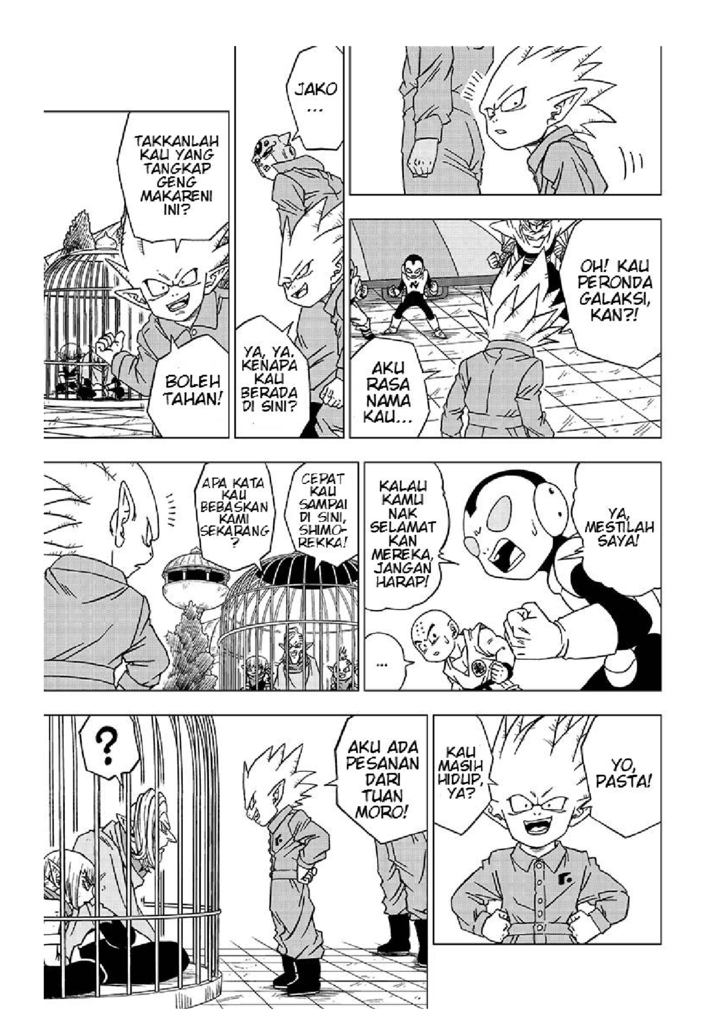 OH! KAU
PERONDA
GALAKSI,
KAN?!
AKU
RASA
NAMA
KAU...
JAKO
...
YA, YA,
KENAPA
KAU
BERADA
DI SINI?
TAKKANLAH
KAU YANG
TANGKAP
GENG
MAKARENI
INI?
BOLEH
TAHAN!
YA,
MESTILAH
SAYA!
KALAU
KAMU
NAK
SELAMAT
KAN
MEREKA,
JANGAN
HARAP!
...
CEPAT
KAU
SAMPAI
DI SINI,
SHIMO-
REKKA!
APA KATA
KAU
BEBASKAN
KAMI
SEKARANG
?
YO,
PASTA!
KAU
MASIH
HIDUP,
YA?
AKU ADA
PESANAN
DARI
TUAN
MORO!
?